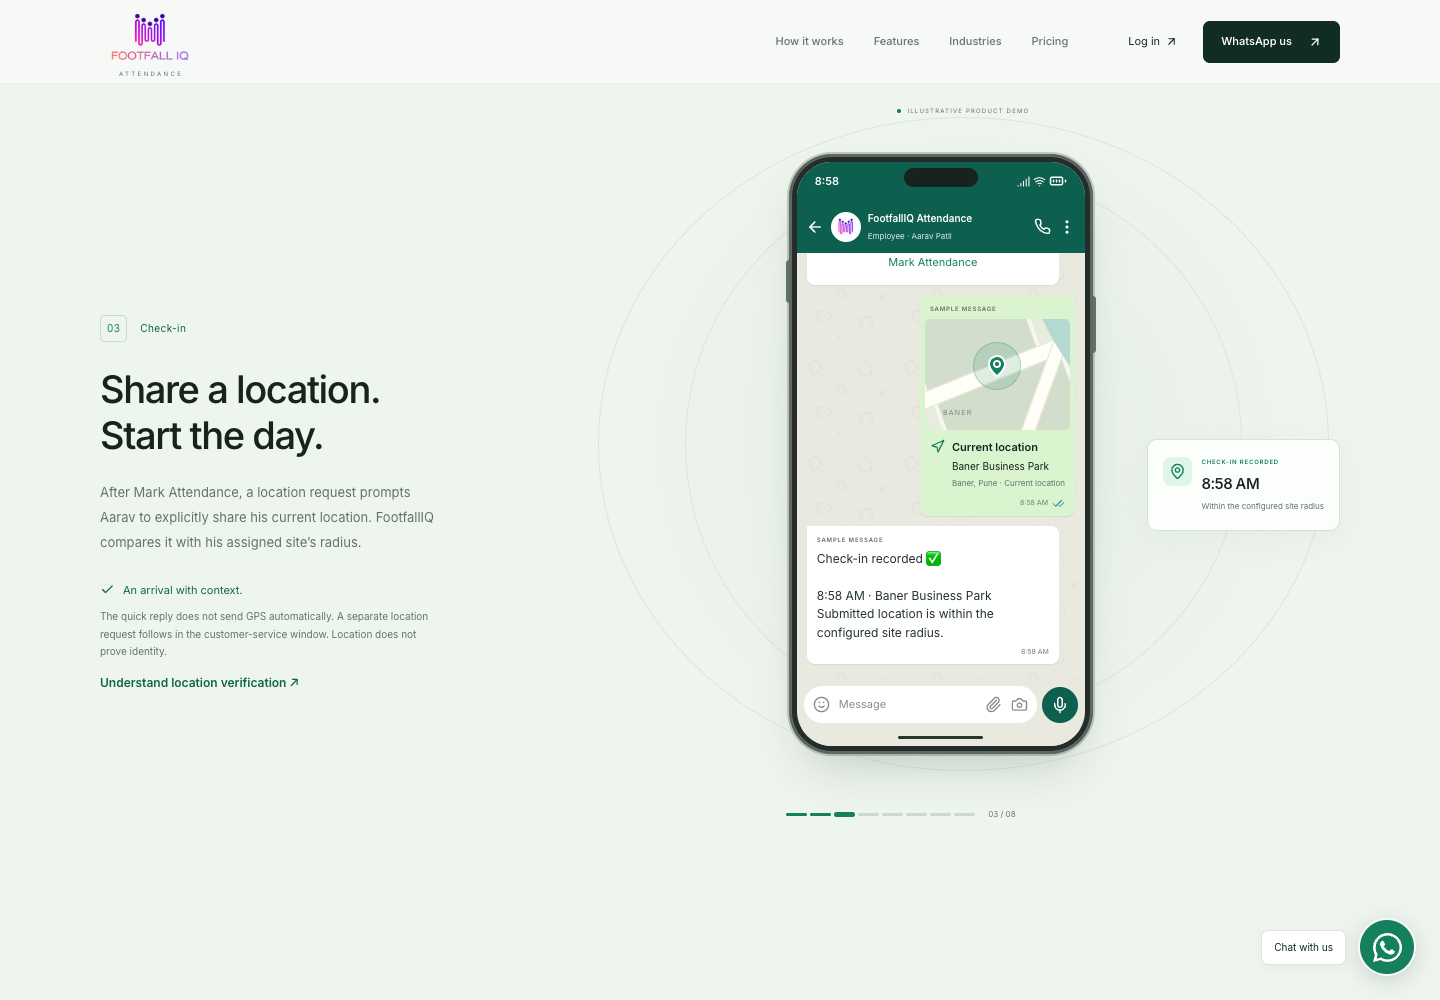 FOOTFALL IQ
ATTENDANCE
How it works
Features
Industries
Pricing
Log in
WhatsApp us
ILLUSTRATIVE PRODUCT DEMO
03
Check-in
Share a location.
Start the day.
After Mark Attendance, a location request prompts
Aarav to explicitly share his current location. FootfallIQ
compares it with his assigned site’s radius.
An arrival with context.
The quick reply does not send GPS automatically. A separate location
request follows in the customer-service window. Location does not
prove identity.
Understand location verification
8:58
FootfallIQ Attendance
Employee · Aarav Patil
Mark Attendance
SAMPLE MESSAGE
BANER
Current location
Baner Business Park
Baner, Pune · Current location
8:58 AM
SAMPLE MESSAGE
Check-in recorded ✅
8:58 AM · Baner Business Park
Submitted location is within the
configured site radius.
8:58 AM
Message
CHECK-IN RECORDED
8:58 AM
Within the configured site radius
03 / 08
Chat with us